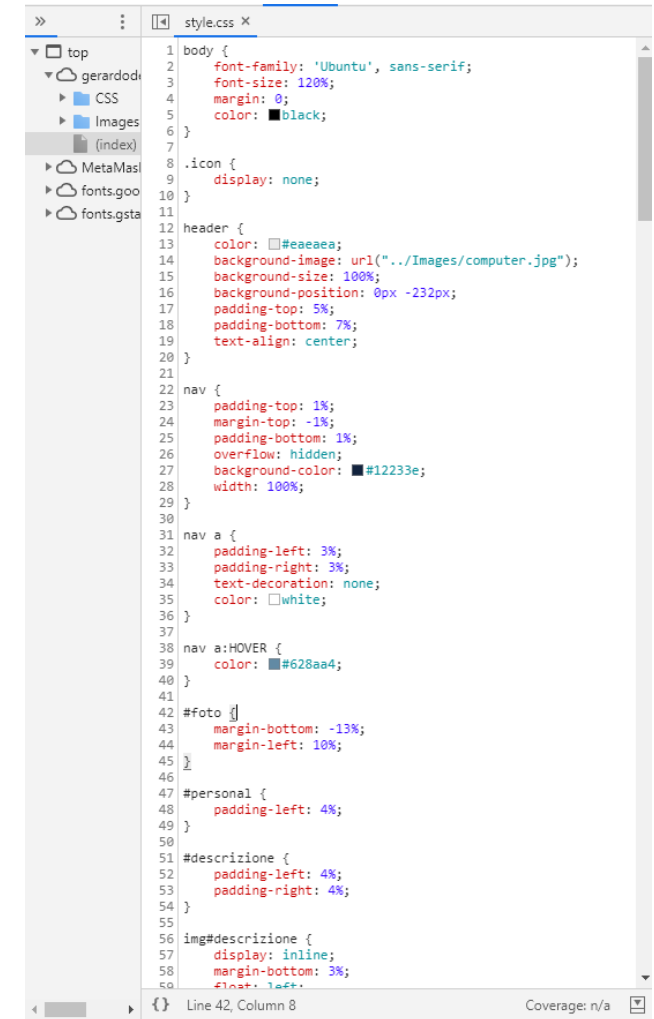 » ⋮ style.css ×
top
gerardod
CSS
Images
(index)
MetaMas
fonts.goo
fonts.gsta
1 body {
2     font-family: 'Ubuntu', sans-serif;
3     font-size: 120%;
4     margin: 0;
5     color: black;
6 }
7
8 .icon {
9     display: none;
10 }
11
12 header {
13     color: #eaeaea;
14     background-image: url("../Images/computer.jpg");
15     background-size: 100%;
16     background-position: 0px -232px;
17     padding-top: 5%;
18     padding-bottom: 7%;
19     text-align: center;
20 }
21
22 nav {
23     padding-top: 1%;
24     margin-top: -1%;
25     padding-bottom: 1%;
26     overflow: hidden;
27     background-color: #12233e;
28     width: 100%;
29 }
30
31 nav a {
32     padding-left: 3%;
33     padding-right: 3%;
34     text-decoration: none;
35     color: white;
36 }
37
38 nav a:HOVER {
39     color: #628aa4;
40 }
41
42 #foto {
43     margin-bottom: -13%;
44     margin-left: 10%;
45 }
46
47 #personal {
48     padding-left: 4%;
49 }
50
51 #descrizione {
52     padding-left: 4%;
53     padding-right: 4%;
54 }
55
56 img#descrizione {
57     display: inline;
58     margin-bottom: 3%;
59     float: left;
{} Line 42, Column 8 Coverage: n/a